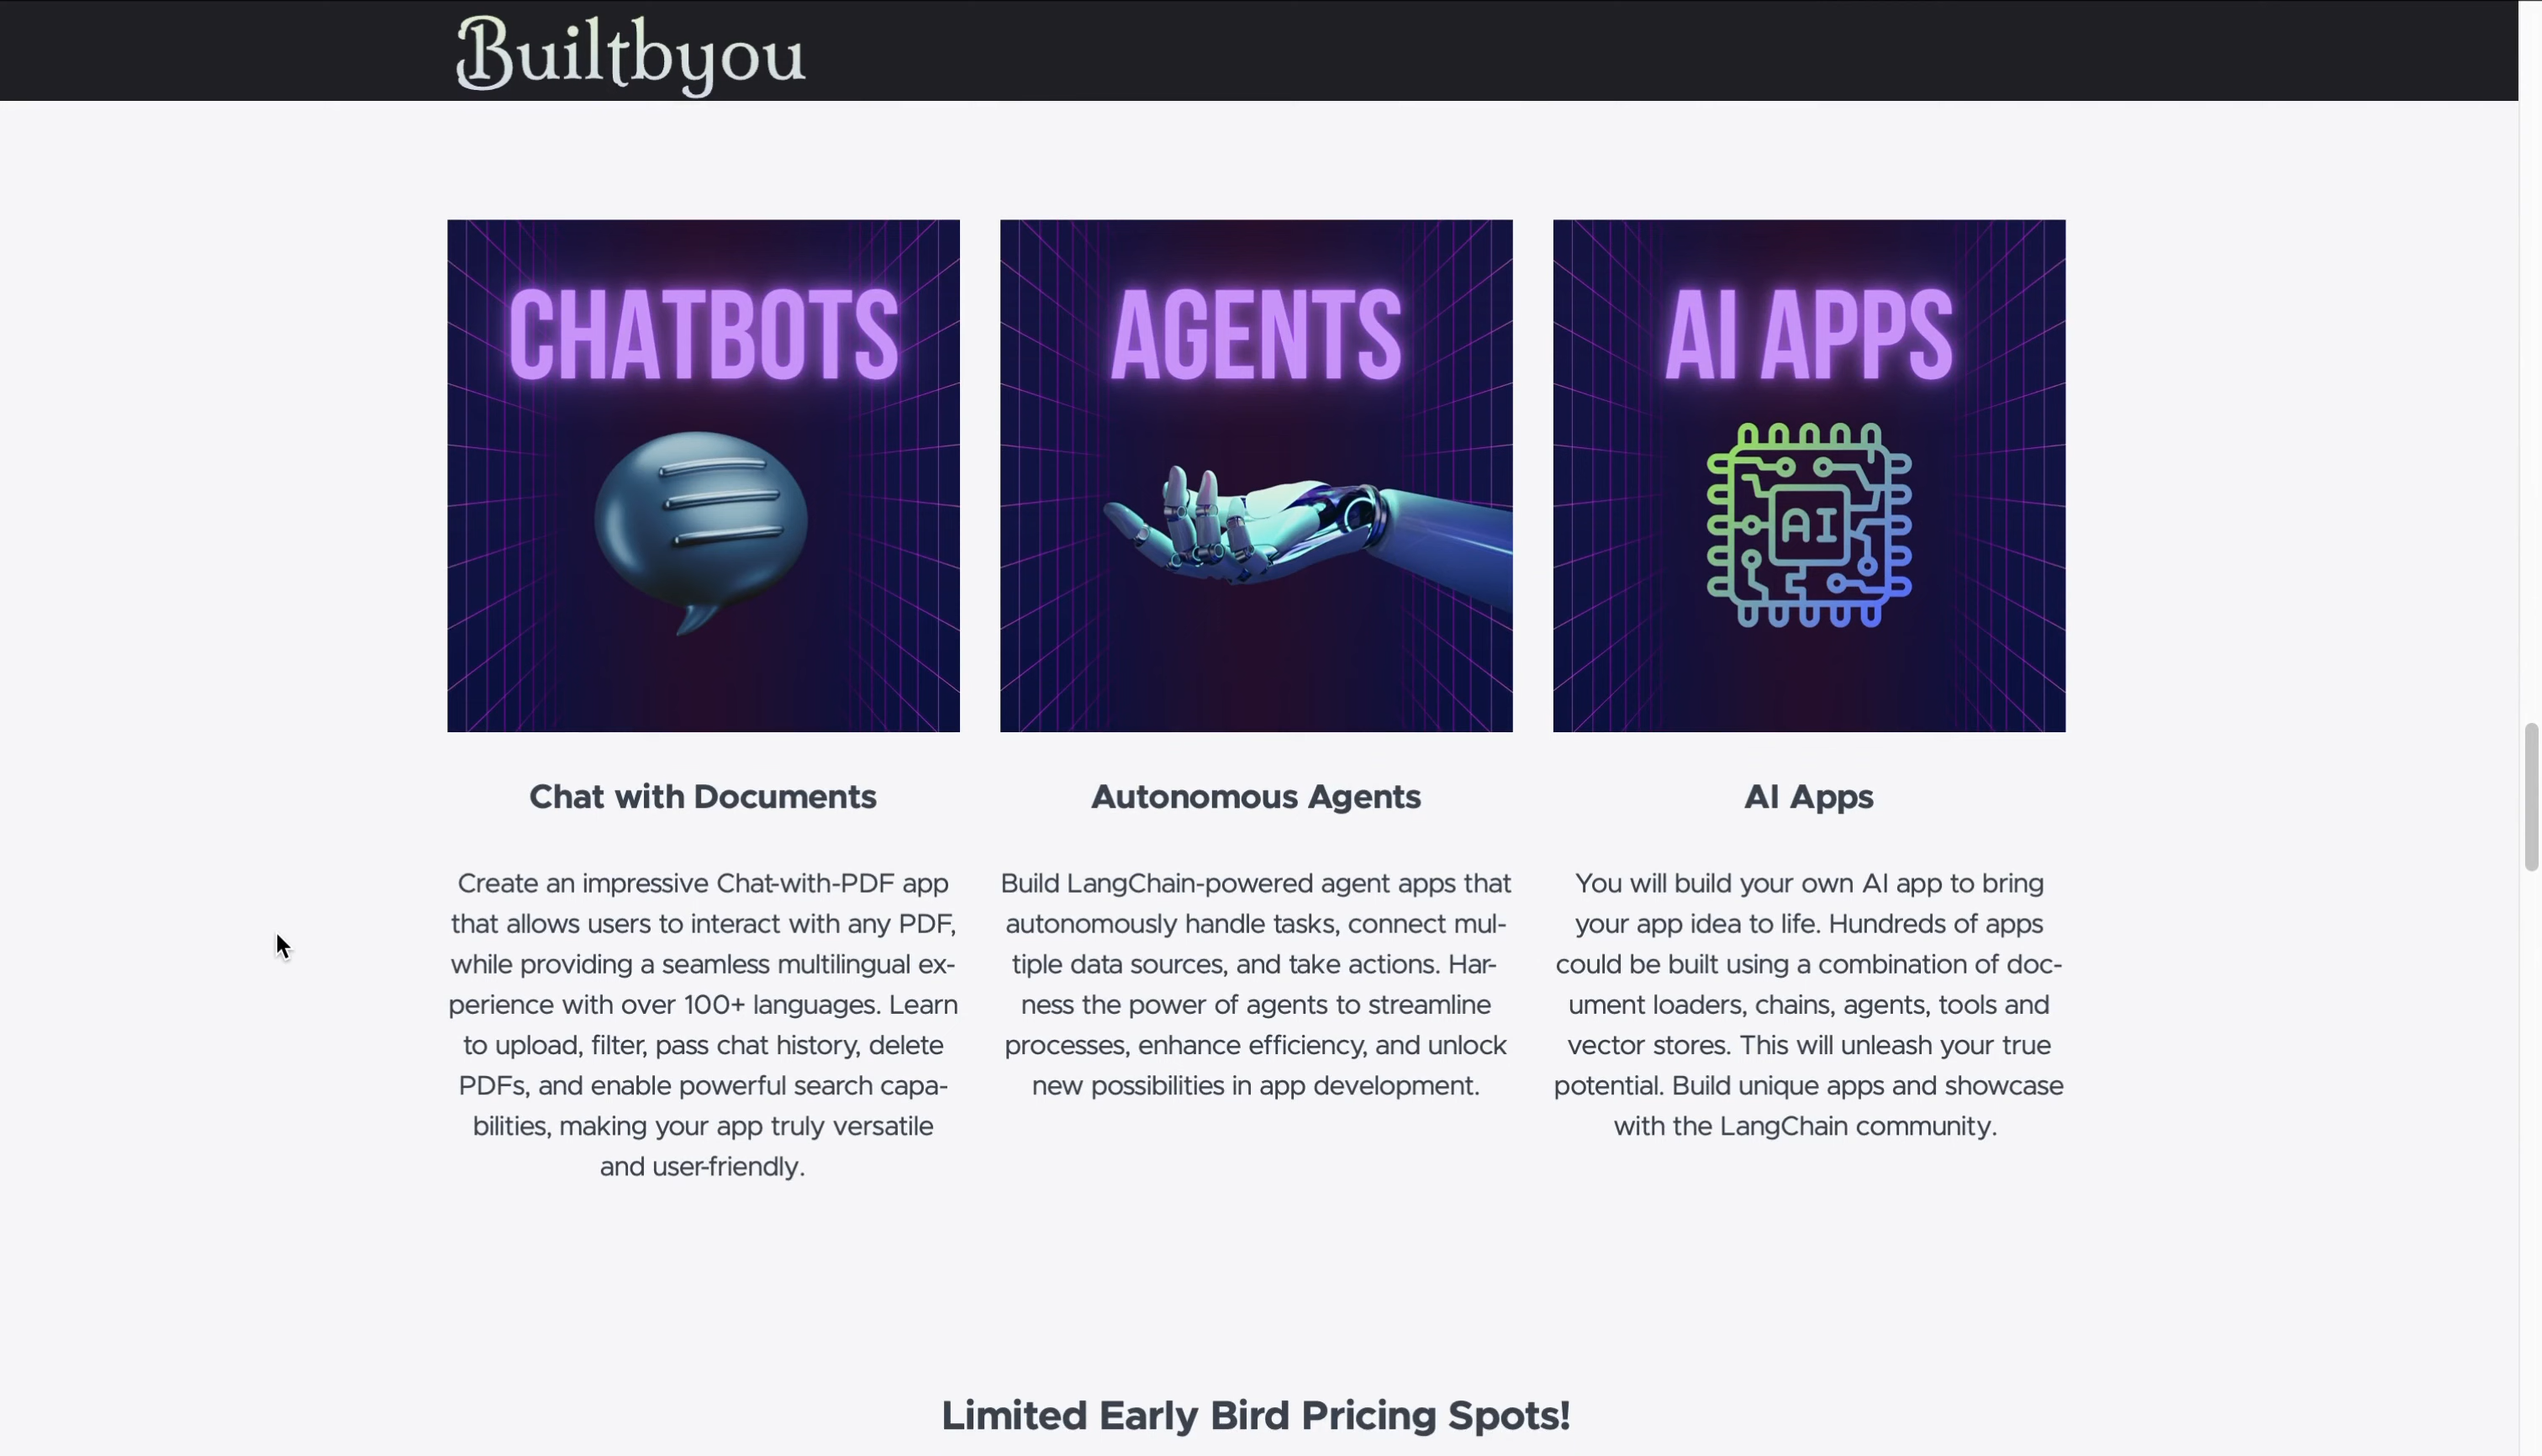 Builtbyou
CHATBOTS
AGENTS
AI APPS
AI
Chat with Documents
Create an impressive Chat-with-PDF app
that allows users to interact with any PDF,
while providing a seamless multilingual ex-
perience with over 100+ languages. Learn
to upload, filter, pass chat history, delete
PDFs, and enable powerful search capa-
bilities, making your app truly versatile
and user-friendly.
Autonomous Agents
Build LangChain-powered agent apps that
autonomously handle tasks, connect mul-
tiple data sources, and take actions. Har-
ness the power of agents to streamline
processes, enhance efficiency, and unlock
new possibilities in app development.
AI Apps
You will build your own AI app to bring
your app idea to life. Hundreds of apps
could be built using a combination of doc-
ument loaders, chains, agents, tools and
vector stores. This will unleash your true
potential. Build unique apps and showcase
with the LangChain community.
Limited Early Bird Pricing Spots!